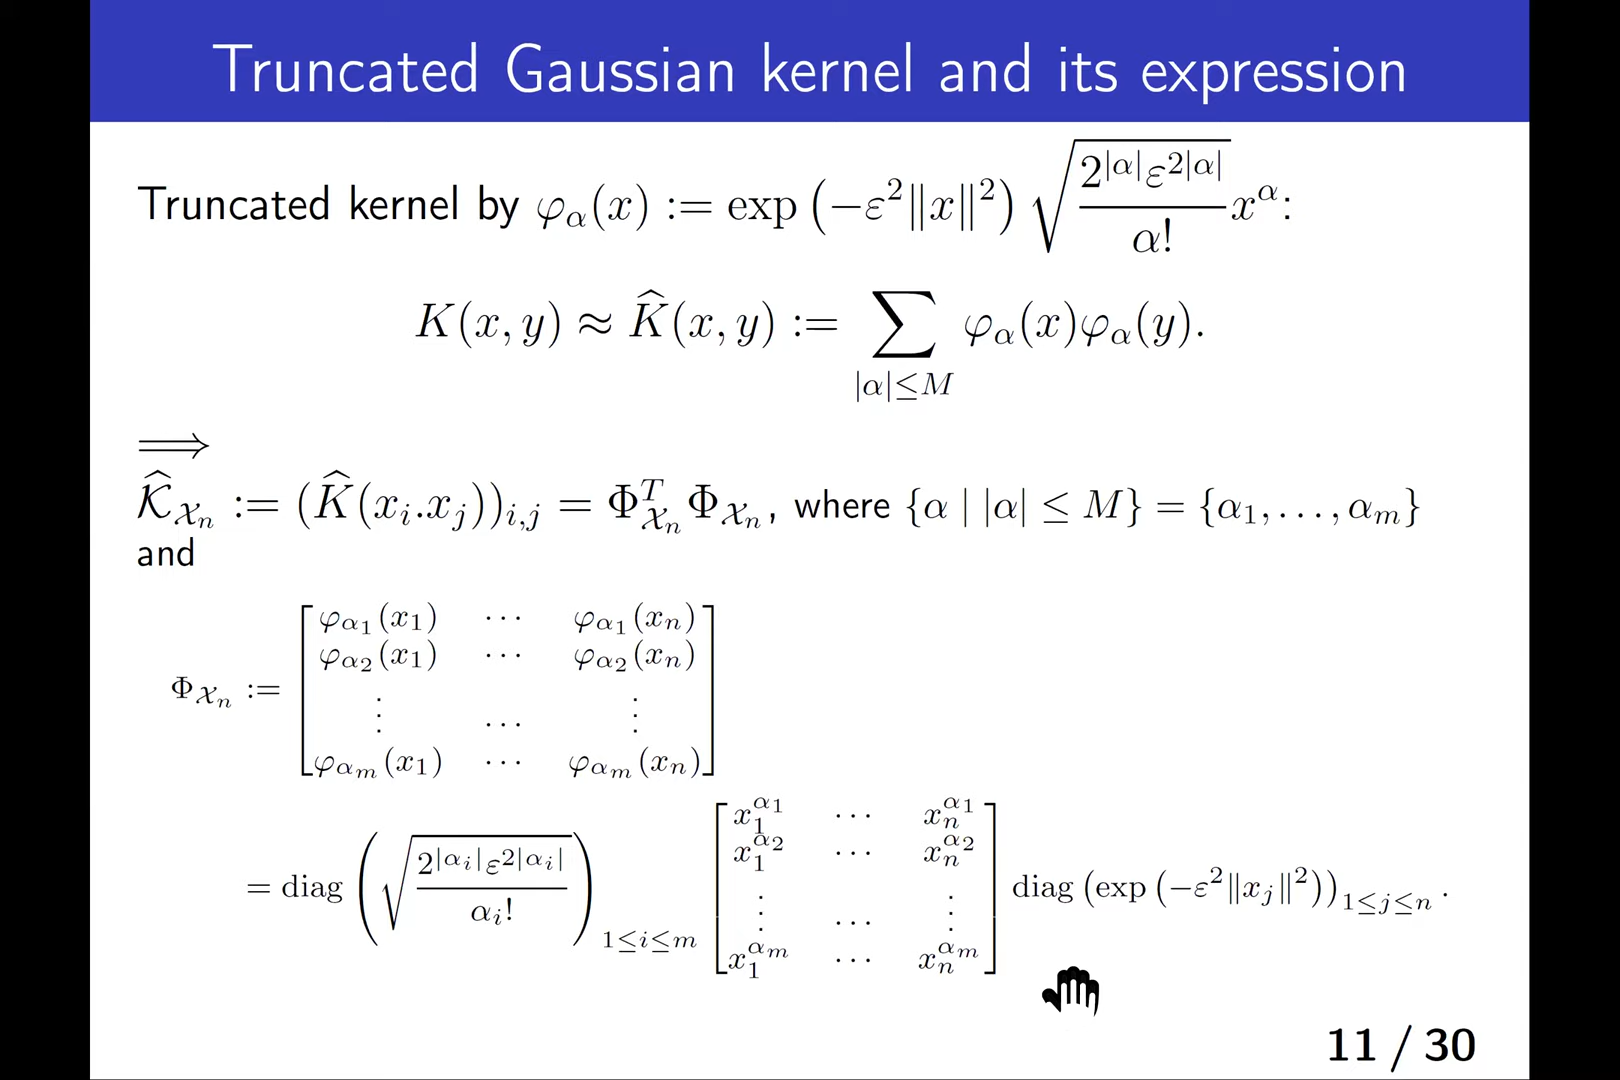 Truncated Gaussian kernel and its expression
Truncated kernel by φ_α(x) := exp (−ε²‖x‖²) √(2^{|α|}ε^{2|α|} / α!) x^α:
K(x, y) ≈ K̂(x, y) := ∑_{|α|≤M} φ_α(x)φ_α(y).
⟹
𝒦̂_{𝒳_n} := (K̂(x_i.x_j))_{i,j} = Φ^T_{𝒳_n} Φ_{𝒳_n}, where {α | |α| ≤ M} = {α_1, . . . , α_m}
and
Φ_{𝒳_n} := [φ_{α_1}(x_1) ··· φ_{α_1}(x_n)
φ_{α_2}(x_1) ··· φ_{α_2}(x_n)
⋮ ··· ⋮
φ_{α_m}(x_1) ··· φ_{α_m}(x_n)]
= diag (√(2^{|α_i|}ε^{2|α_i|} / α_i!))_{1≤i≤m} [x_1^{α_1} ··· x_n^{α_1}
x_1^{α_2} ··· x_n^{α_2}
⋮ ··· ⋮
x_1^{α_m} ··· x_n^{α_m}] diag (exp (−ε²‖x_j‖²))_{1≤j≤n} .
11 / 30